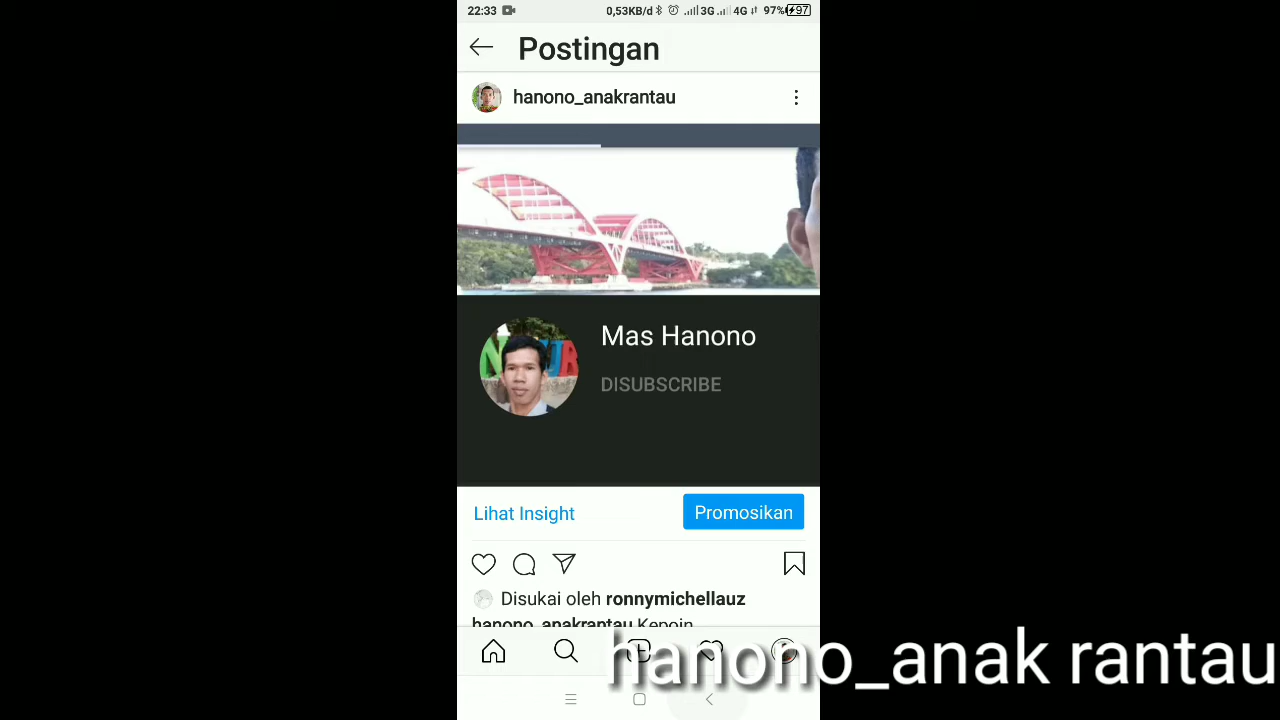 22:33 0,53KB/d 3G 4G 97% 97
Postingan
hanono_anakrantau
Mas Hanono
DISUBSCRIBE
Lihat Insight Promosikan
Disukai oleh ronnymichellauz
hanono_anakrantau Kepoin
hanono_anak rantau